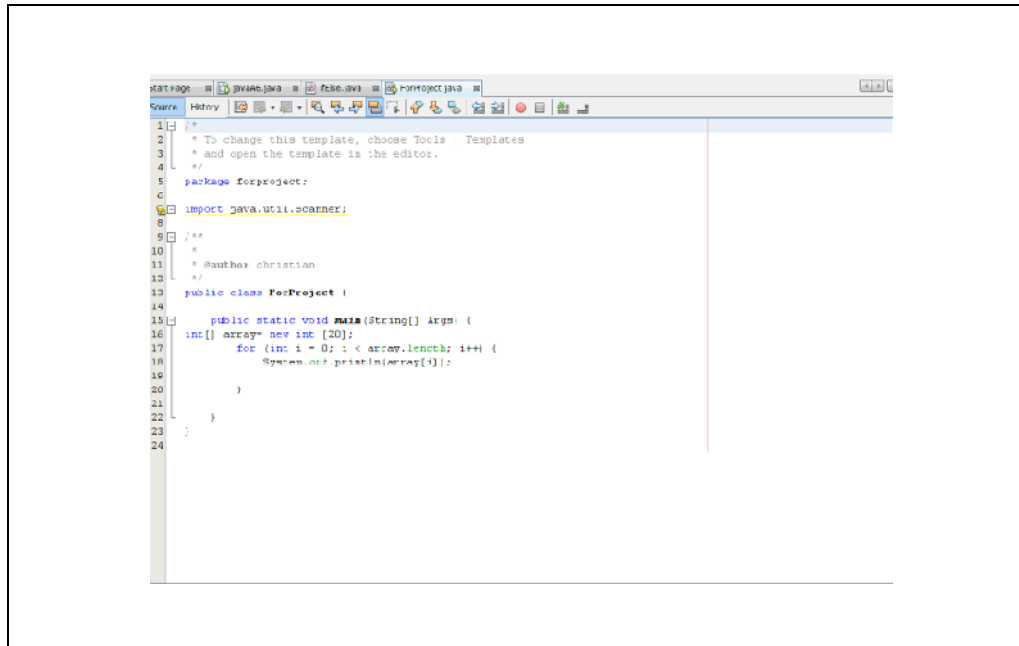 Start Page JavaAb.java ifElse.java ForProject.java
Source History
1 /*
2 * To change this template, choose Tools | Templates
3 * and open the template in the editor.
4 */
5 package forproject;
6
import java.util.Scanner;
8
9 /**
10 *
11 * @author christian
12 */
13 public class ForProject {
14
15 public static void main(String[] Args) {
16 int[] array= new int [20];
17 for (int i = 0; i < array.length; i++) {
18 System.out.println(array[i]);
19
20 }
21
22 }
23 }
24